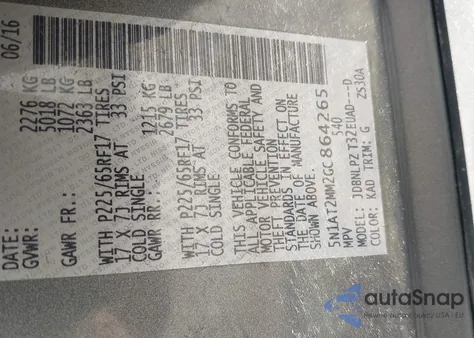 DATE: 06/16
GVWR: 2276 KG
5018 LB
GAWR FR.: 1072 KG
2363 LB
WITH P225/65RF17 TIRES
17 X 7J RIMS AT 33 PSI
COLD SINGLE
GAWR RR.: 1215 KG
2679 LB
WITH P225/65RF17 TIRES
17 X 7J RIMS AT 33 PSI
COLD SINGLE
THIS VEHICLE CONFORMS TO
ALL APPLICABLE FEDERAL
MOTOR VEHICLE SAFETY AND
THEFT PREVENTION
STANDARDS IN EFFECT ON
THE DATE OF MANUFACTURE
SHOWN ABOVE.
5N1AT2MM2GC864265
MPV 540
MODEL: JDBNLPZT32EUAD---D
COLOR: KAD TRIM: G 2S30A
autoSnap